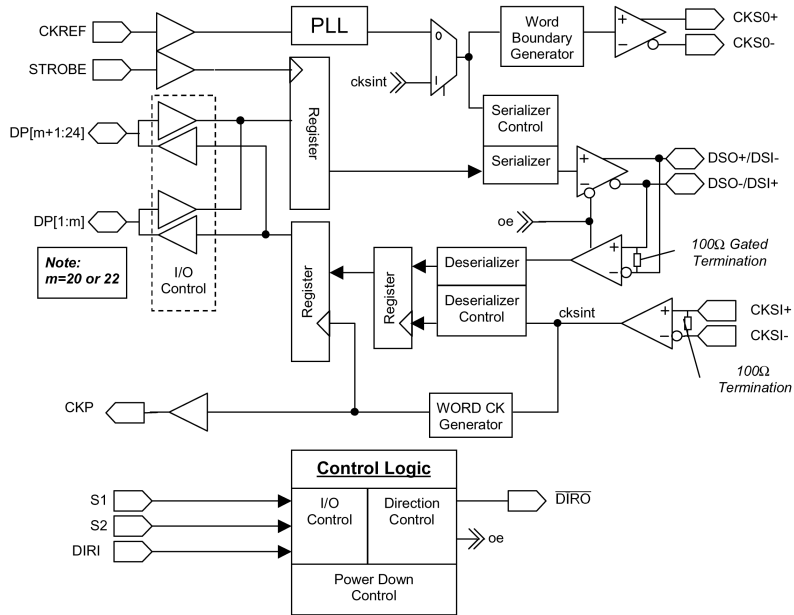 CKREF
PLL
0
Word
Boundary
Generator
+
−
CKS0+
CKS0-
STROBE
cksint
I
Register
Serializer
Control
Serializer
DP[m+1:24]
+
−
DSO+/DSI-
DSO-/DSI+
DP[1:m]
oe
Note:
m=20 or 22
I/O
Control
Register
Register
Deserializer
Deserializer
Control
+
−
100Ω Gated
Termination
cksint
+
−
CKSI+
CKSI-
100Ω
Termination
CKP
WORD CK
Generator
Control Logic
S1
S2
DIRI
I/O
Control
Direction
Control
DIRO
oe
Power Down
Control